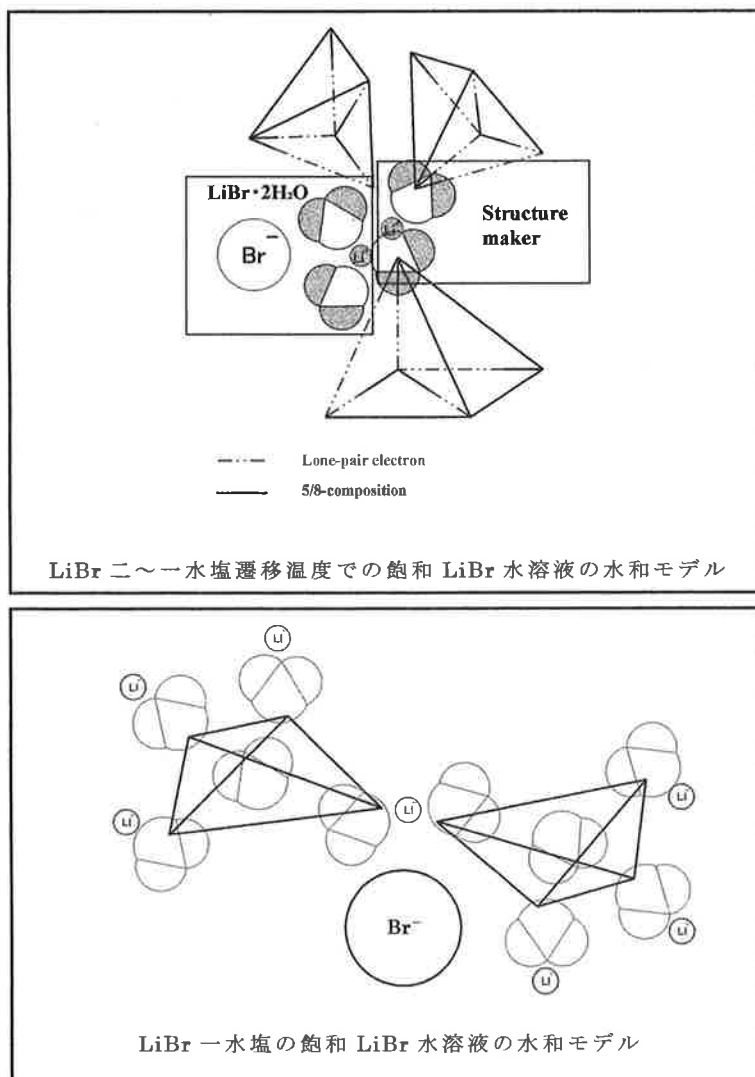 LiBr・2H₂O
Br⁻
Li⁺
Li⁺
Structure
maker
Lone-pair electron
5/8-composition
LiBr 二～一水塩遷移温度での飽和 LiBr 水溶液の水和モデル
Li⁺
Li⁺
Li⁺
Li⁺
Li⁺
Br⁻
Li⁺
Li⁺
LiBr 一水塩の飽和 LiBr 水溶液の水和モデル